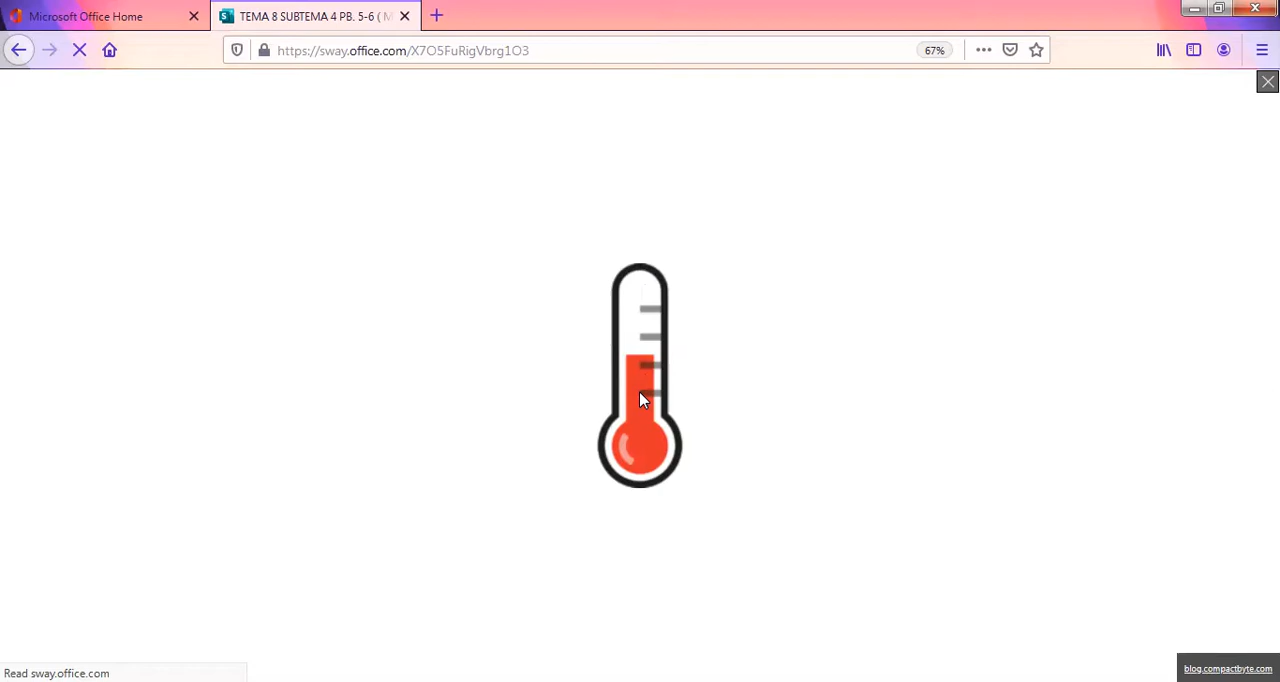 Microsoft Office Home
TEMA 8 SUBTEMA 4 PB. 5-6 ( M
https://sway.office.com/X7O5FuRigVbrg1O3
67%
Read sway.office.com
blog.compactbyte.com